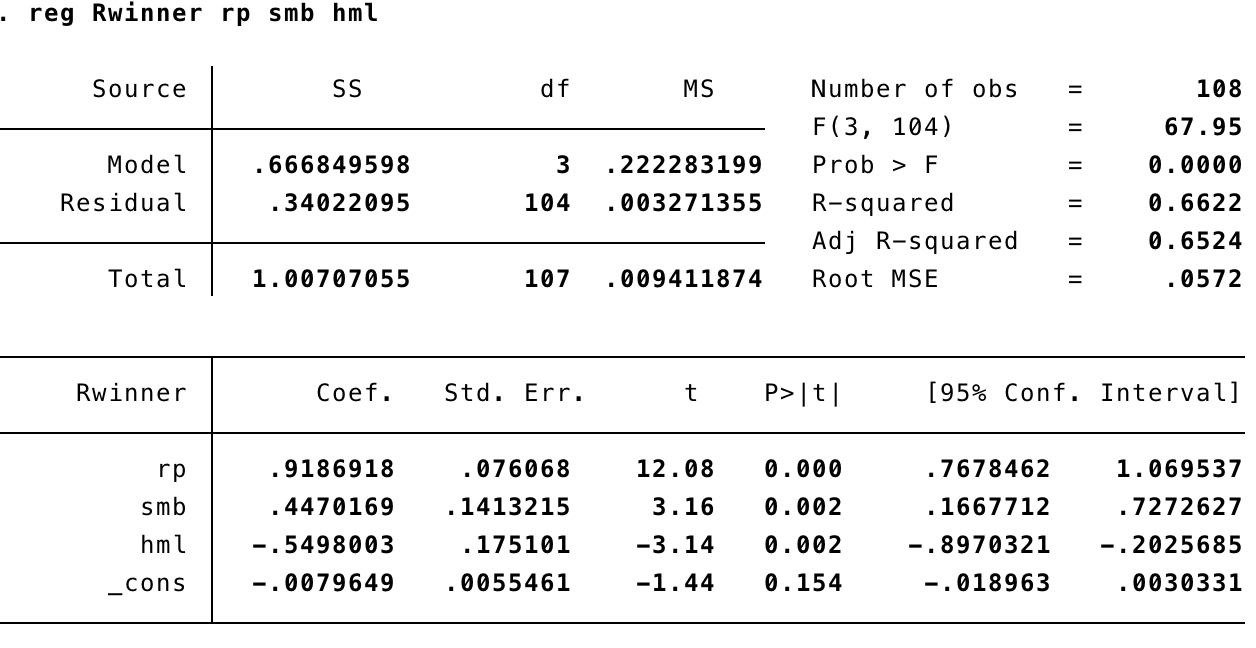 . reg Rwinner rp smb hml
Source | SS df MS Number of obs = 108
F(3, 104) = 67.95
Model | .666849598 3 .222283199 Prob > F = 0.0000
Residual | .34022095 104 .003271355 R-squared = 0.6622
Adj R-squared = 0.6524
Total | 1.00707055 107 .009411874 Root MSE = .0572
Rwinner | Coef. Std. Err. t P>|t| [95% Conf. Interval]
rp | .9186918 .076068 12.08 0.000 .7678462 1.069537
smb | .4470169 .1413215 3.16 0.002 .1667712 .7272627
hml | -.5498003 .175101 -3.14 0.002 -.8970321 -.2025685
_cons | -.0079649 .0055461 -1.44 0.154 -.018963 .0030331